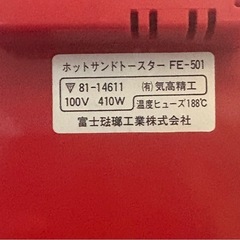 ホットサンドトースター FE-501
▽ 81-14611 ㈲気高精工
100V 410W 温度ヒューズ188℃
富士琺瑯工業株式会社